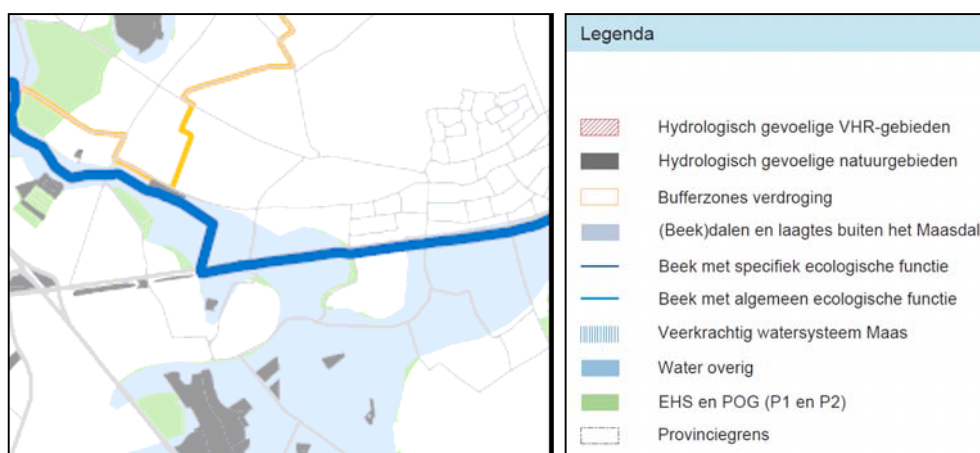 Legenda
Hydrologisch gevoelige VHR-gebieden
Hydrologisch gevoelige natuurgebieden
Bufferzones verdroging
(Beek)dalen en laagtes buiten het Maasdal
Beek met specifiek ecologische functie
Beek met algemeen ecologische functie
Veerkrachtig watersysteem Maas
Water overig
EHS en POG (P1 en P2)
Provinciegrens